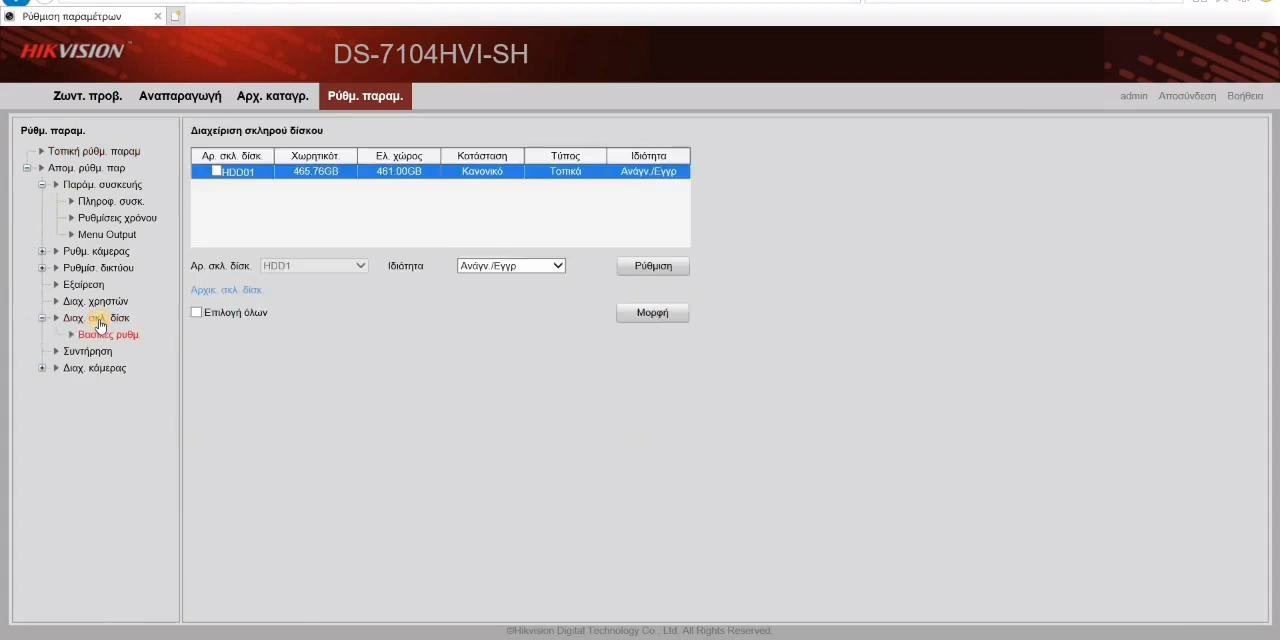 Ρύθμιση παραμέτρων
HIKVISION
DS-7104HVI-SH
Ζωντ. προβ. Αναπαραγωγή Αρχ. καταγρ. Ρύθμ. παραμ. admin Αποσύνδεση Βοήθεια
Ρύθμ. παραμ.
Τοπική ρύθμ. παραμ
Απομ. ρύθμ. παρ
Παράμ. συσκευής
Πληροφ. συσκ.
Ρυθμίσεις χρόνου
Menu Output
Ρυθμ. κάμερας
Ρυθμίσ. δικτύου
Εξαίρεση
Διαχ. χρηστών
Διαχ. σκλ. δίσκ
Βασικές ρυθμ.
Συντήρηση
Διαχ. κάμερας
Διαχείριση σκληρού δίσκου
Αρ. σκλ. δίσκ. Χωρητικότ. Ελ. χώρος Κατάσταση Τύπος Ιδιότητα
HDD01 465.76GB 461.00GB Κανονικό Τοπικά Ανάγν./Εγγρ
Αρ. σκλ. δίσκ. HDD1 Ιδιότητα Ανάγν./Εγγρ Ρύθμιση
Αρχικ. σκλ. δίσκ.
Επιλογή όλων Μορφή
©Hikvision Digital Technology Co., Ltd. All Rights Reserved.